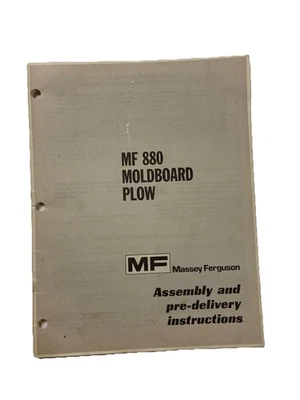 MF 880
MOLDBOARD
PLOW
MF Massey Ferguson
Assembly and
pre-delivery
instructions